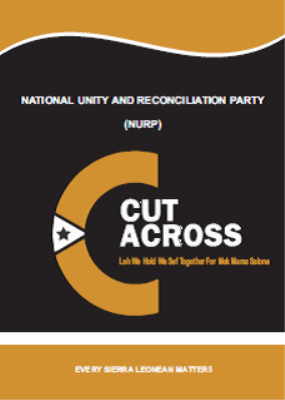 NATIONAL UNITY AND RECONCILIATION PARTY
(NURP)
CUT
ACROSS
Leh We Hold We Sef Together For Mek Mama Salone
EVERY SIERRA LEONEAN MATTERS